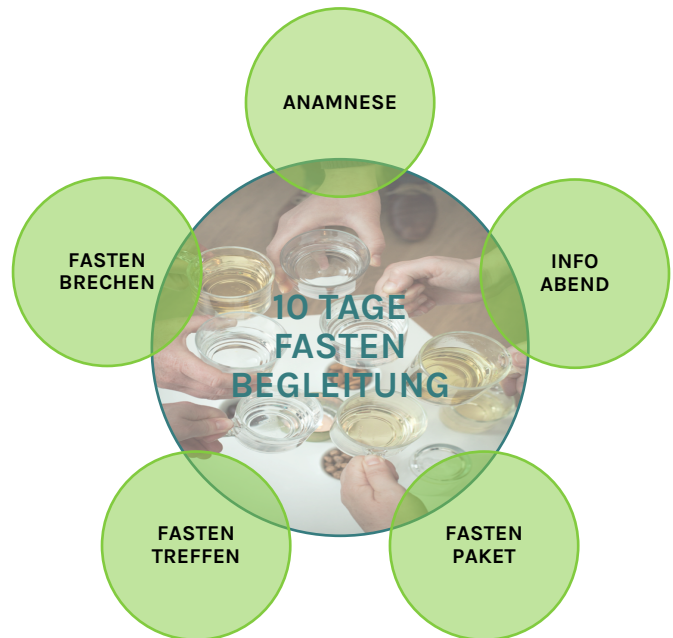 ANAMNESE
INFO
ABEND
FASTEN
PAKET
FASTEN
TREFFEN
FASTEN
BRECHEN
10 TAGE
FASTEN
BEGLEITUNG